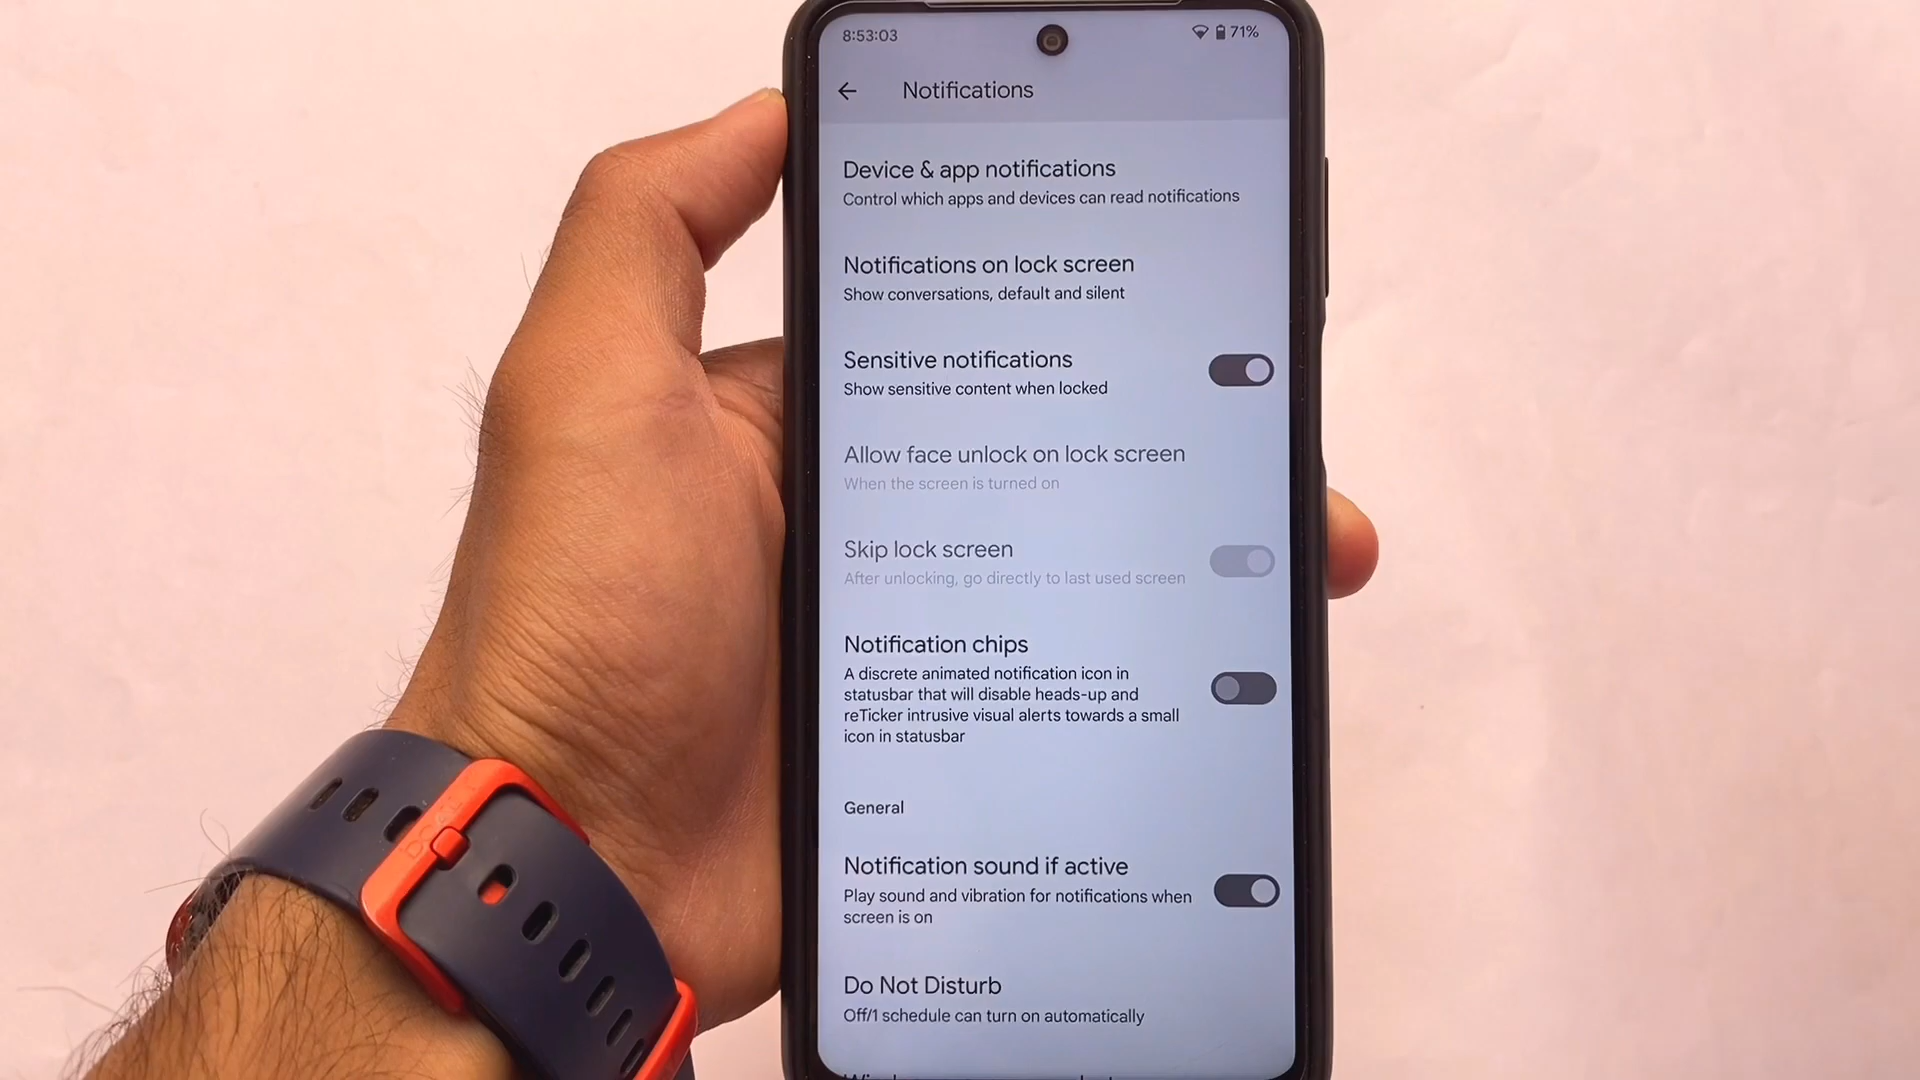 8:53:03
71%
Notifications
Device & app notifications
Control which apps and devices can read notifications
Notifications on lock screen
Show conversations, default and silent
Sensitive notifications
Show sensitive content when locked
Allow face unlock on lock screen
When the screen is turned on
Skip lock screen
After unlocking, go directly to last used screen
Notification chips
A discrete animated notification icon in
statusbar that will disable heads-up and
reTicker intrusive visual alerts towards a small
icon in statusbar
General
Notification sound if active
Play sound and vibration for notifications when
screen is on
Do Not Disturb
Off/1 schedule can turn on automatically